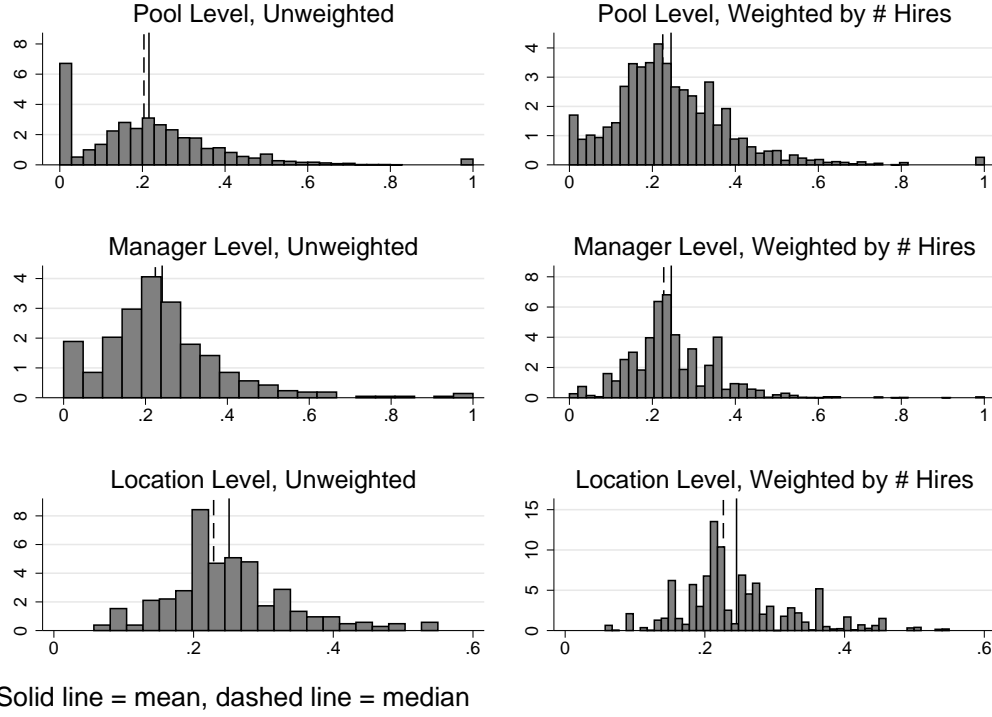 Pool Level, Unweighted
8
6
4
2
0
0 .2 .4 .6 .8 1
Pool Level, Weighted by # Hires
4
3
2
1
0
0 .2 .4 .6 .8 1
Manager Level, Unweighted
4
3
2
1
0
0 .2 .4 .6 .8 1
Manager Level, Weighted by # Hires
8
6
4
2
0
0 .2 .4 .6 .8 1
Location Level, Unweighted
8
6
4
2
0
0 .2 .4 .6
Location Level, Weighted by # Hires
15
10
5
0
0 .2 .4 .6
Solid line = mean, dashed line = median